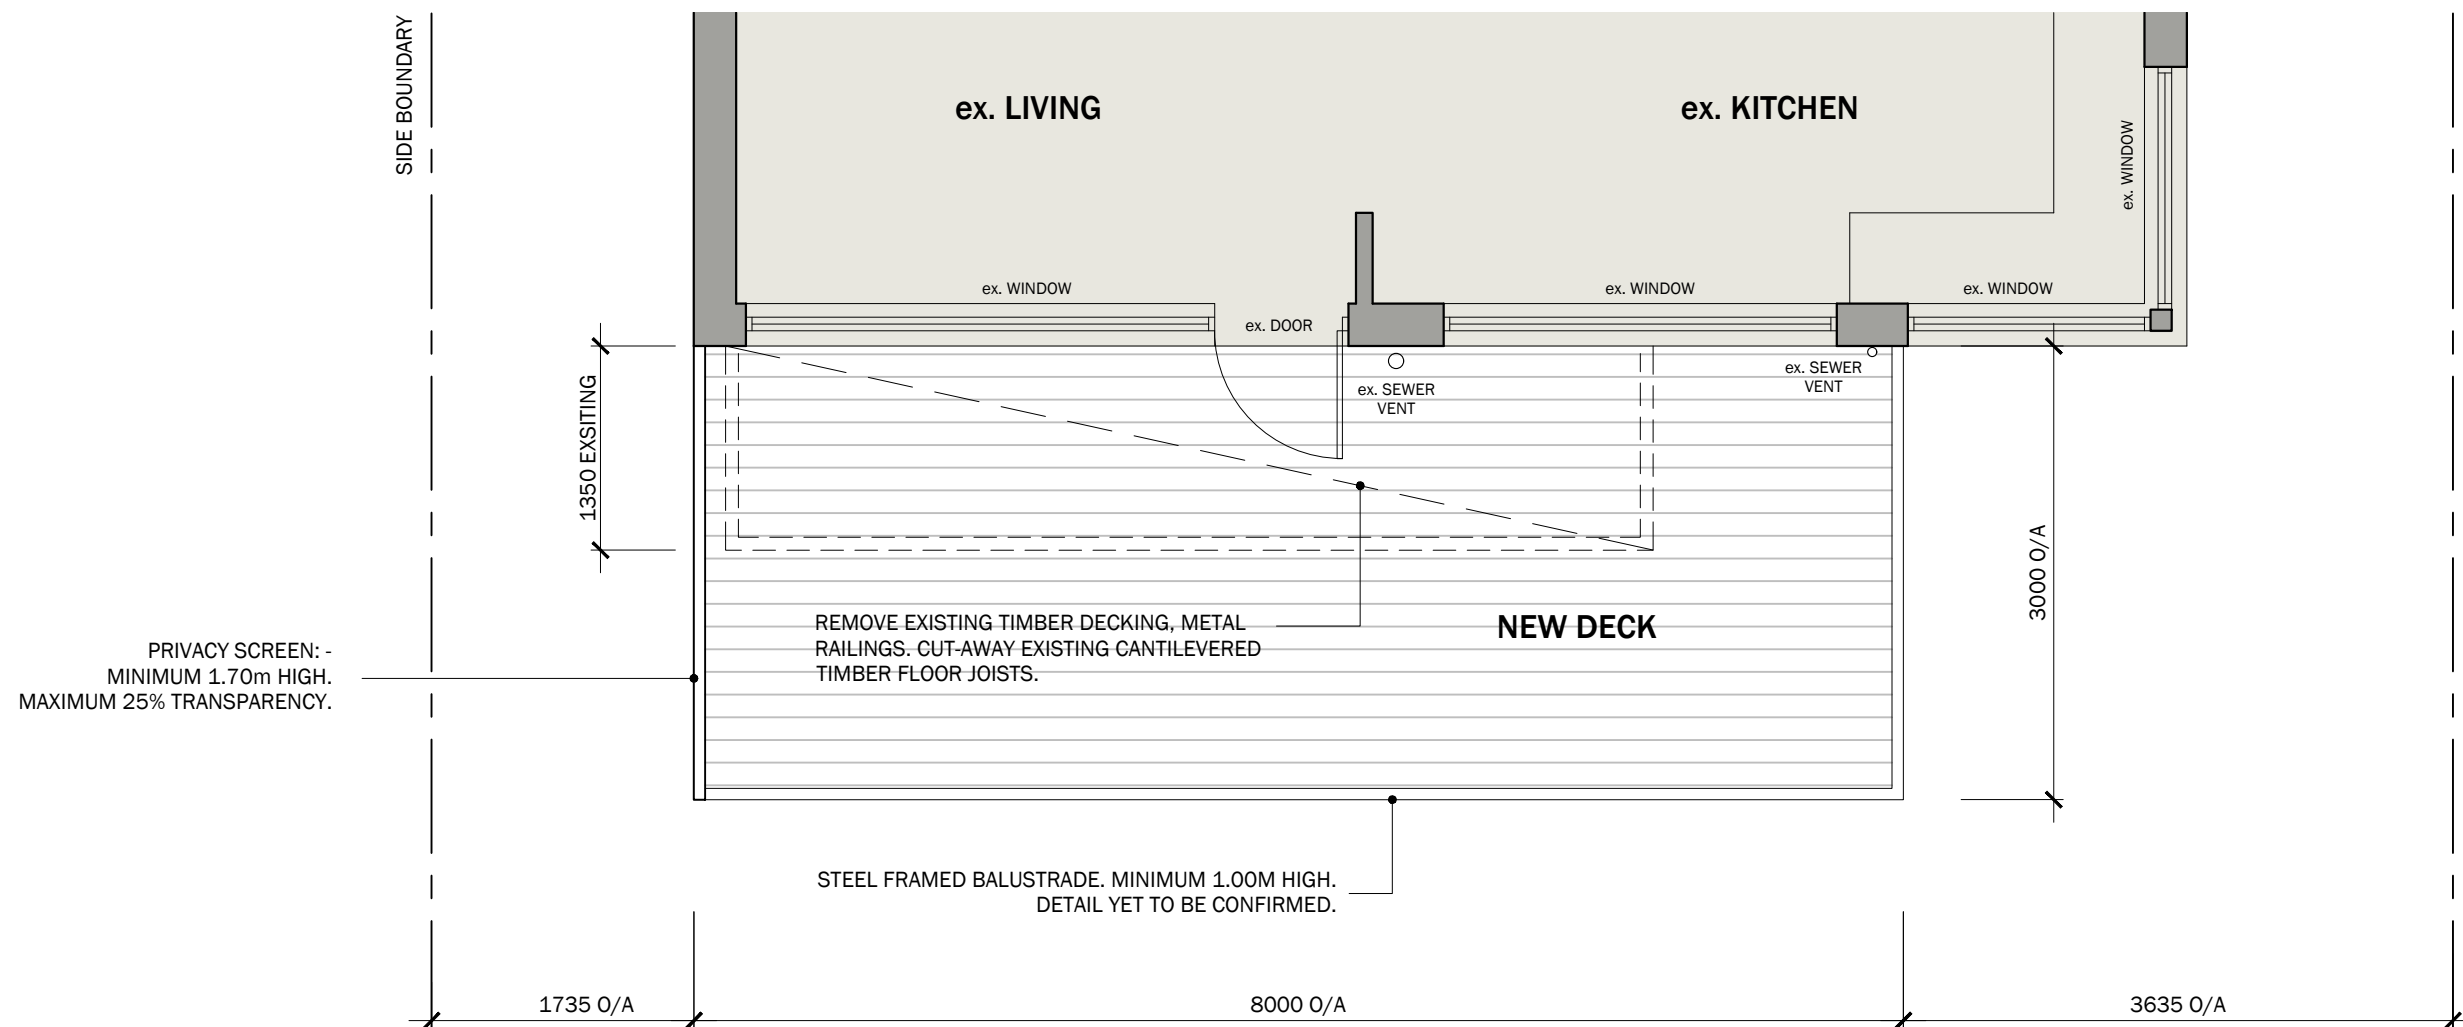 SIDE BOUNDARY
ex. LIVING
ex. KITCHEN
ex. WINDOW
ex. WINDOW
ex. WINDOW
ex. WINDOW
ex. DOOR
ex. SEWER
VENT
ex. SEWER
VENT
1350 EXSITING
3000 O/A
REMOVE EXISTING TIMBER DECKING, METAL
RAILINGS. CUT-AWAY EXISTING CANTILEVERED
TIMBER FLOOR JOISTS.
NEW DECK
PRIVACY SCREEN: -
MINIMUM 1.70m HIGH.
MAXIMUM 25% TRANSPARENCY.
STEEL FRAMED BALUSTRADE. MINIMUM 1.00M HIGH.
DETAIL YET TO BE CONFIRMED.
1735 O/A
8000 O/A
3635 O/A